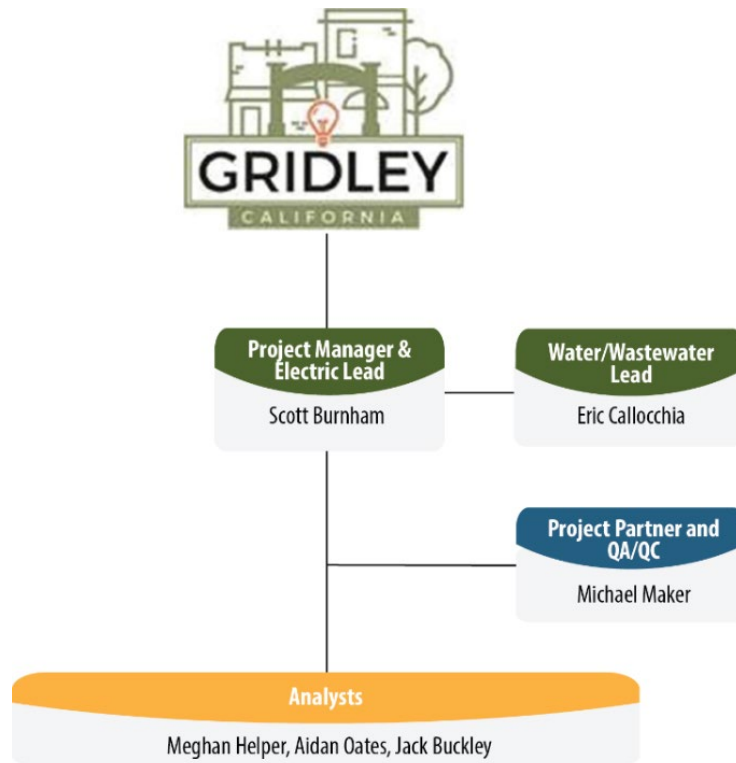 GRIDLEY
CALIFORNIA
Project Manager &
Electric Lead
Scott Burnham
Water/Wastewater
Lead
Eric Callocchia
Project Partner and
QA/QC
Michael Maker
Analysts
Meghan Helper, Aidan Oates, Jack Buckley